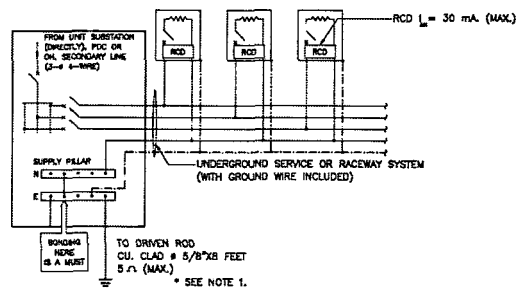 FROM UNIT SUBSTATION
(DIRECTLY), PDC OR
OH. SECONDARY LINE
(3-ø 4-WIRE)
RCD
RCD
RCD
RCD I = 30 mA. (MAX.)
SUPPLY PILLAR
N
E
UNDERGROUND SERVICE OR RACEWAY SYSTEM
(WITH GROUND WIRE INCLUDED)
BONDING
HERE
IS A MUST
TO DRIVEN ROD
CU. CLAD ø 5/8"X8 FEET
5 Ω (MAX.)
* SEE NOTE 1.